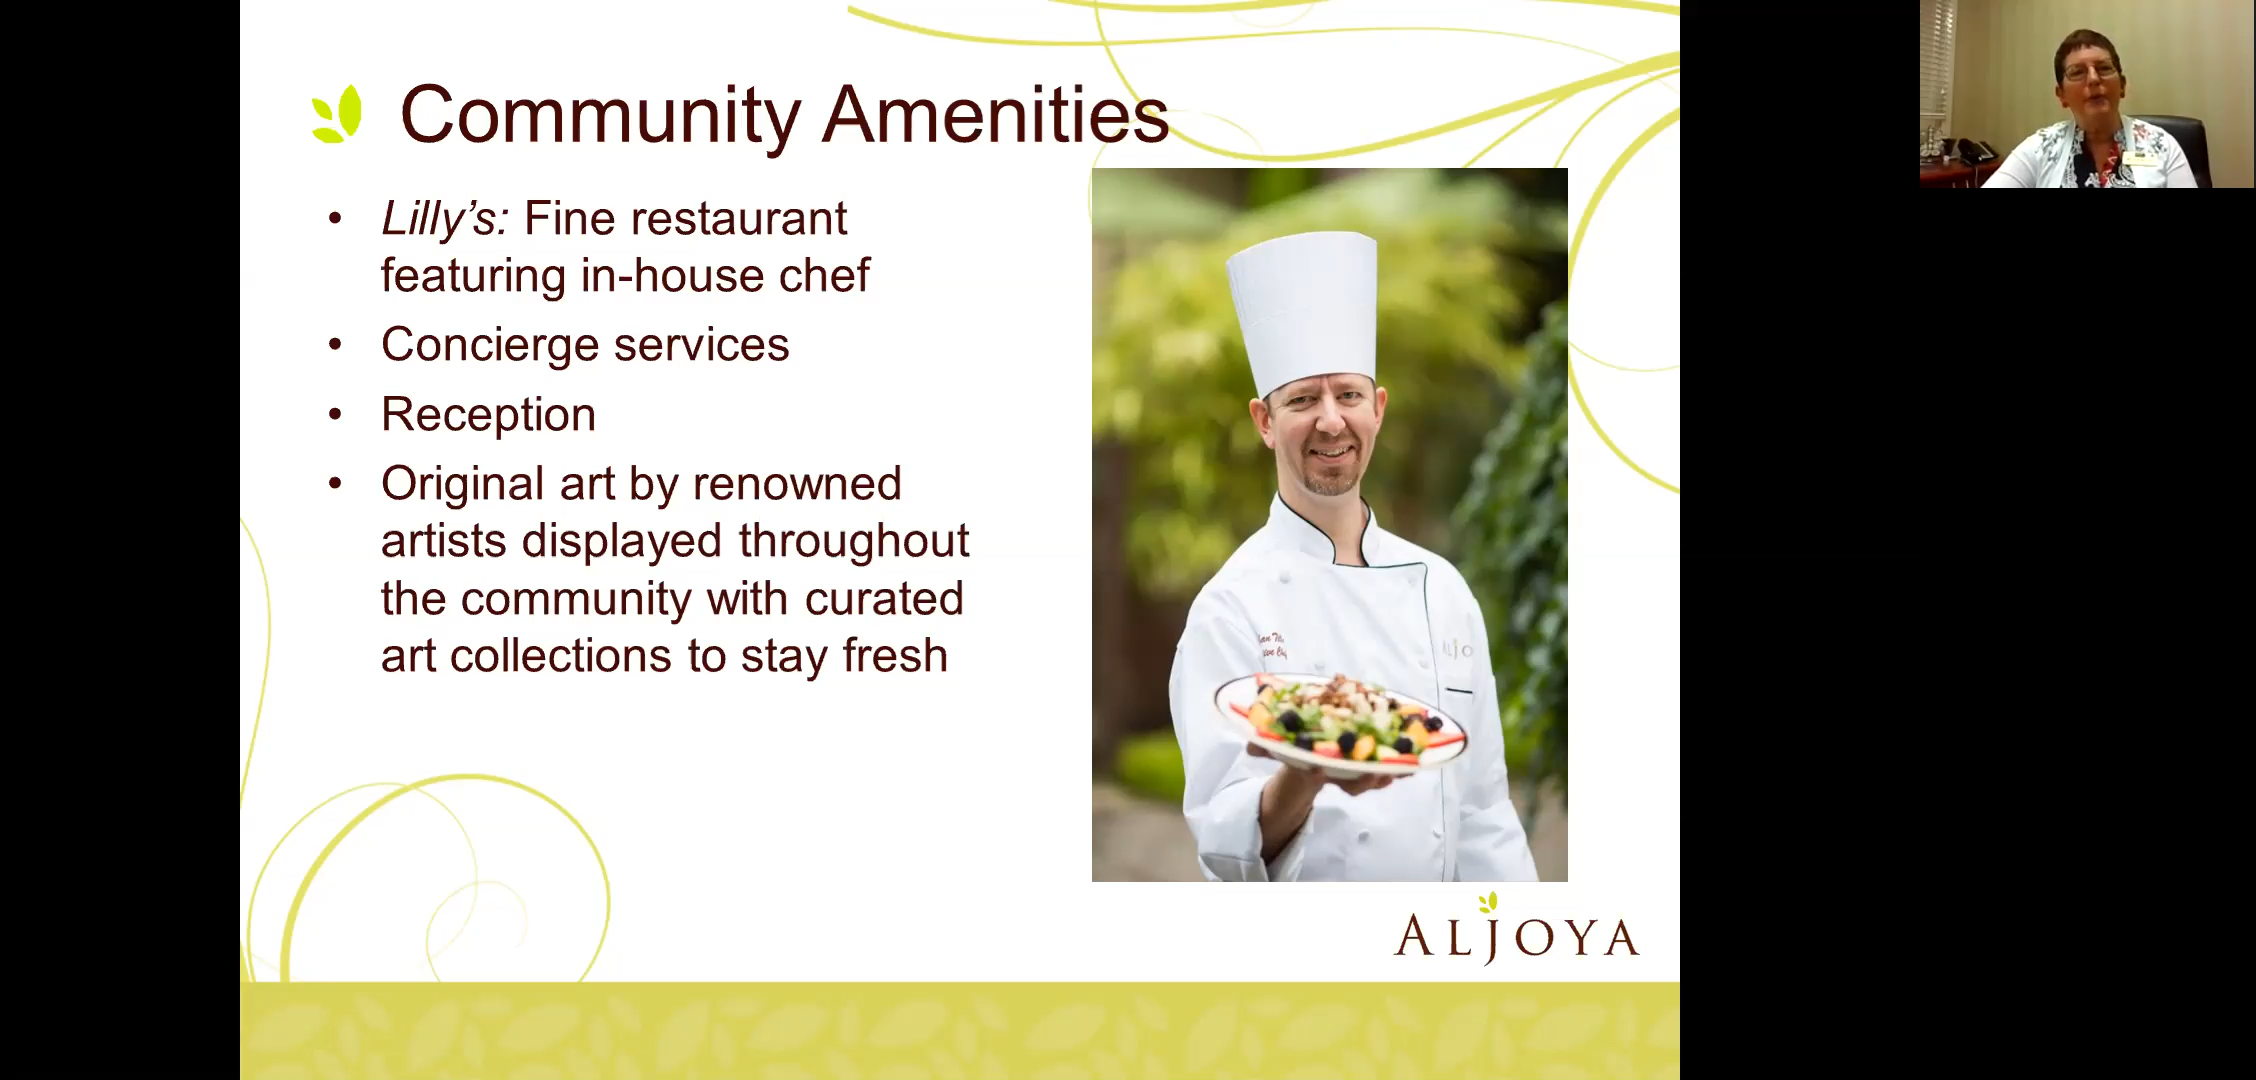 Community Amenities
• Lilly’s: Fine restaurant
featuring in-house chef
• Concierge services
• Reception
• Original art by renowned
artists displayed throughout
the community with curated
art collections to stay fresh
ALJOYA